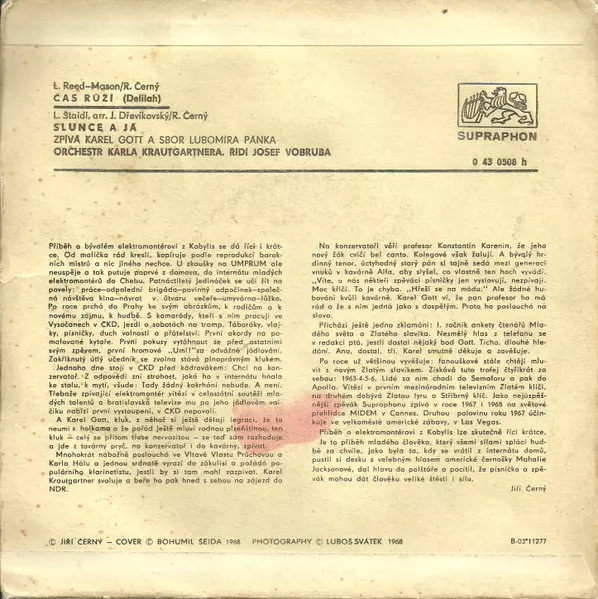 L. Reed—Mason/R. Černý
ČAS RŮŽÍ (Delilah)
L. Štaidl, arr. J. Dřevíkovský/R. Černý
SLUNCE A JÁ
ZPÍVÁ KAREL GOTT A SBOR LUBOMÍRA PÁNKA
ORCHESTR KARLA KRAUTGARTNERA. ŘÍDÍ JOSEF VOBRUBA
SUPRAPHON
0 43 0508 h
Příběh o bývalém elektromontérovi z Kobylis se dá říci i krát-
ce. Od malička rád kreslí, kopíruje podle reprodukcí barok-
ních mistrů a nic jiného nechce. U zkoušky na UMPRUM ale
neuspěje a tak putuje poprvé z domova, do internátu mladých
elektromontérů do Chebu. Patnáctiletý jedináček se učí žít na
povely: práce–odpolední brigáda–povinný odpočinek–společ-
ná návštěva kina–návrat v útvaru večeře–umyvárna–lůžko.
Po roce prchá do Prahy ke svým obrázkům, k rodičům a k
novému zájmu, k hudbě. S kamarády, kteří s ním pracují ve
Vysočanech v ČKD, jezdí o sobotách na tramp. Táboráky, vlaj-
ky, písničky, duch volnosti a přátelství. První akordy na po-
malované kytaře. První pokusy vytáhnout se před ostatními
svým zpěvem, první hromové „Umí!" za odvážné jódlování.
Zakřiknutý útlý učedník se zvolna stává plnoprávným klukem.
Jednoho dne stojí v ČKD před kádrovákem: Chci na kon-
zervatoř. Z odpovědi zní strohost, jaká ho v internátu hnala
ke stolu, k mytí, všude: Tady žádný kokrhání nebude. A není.
Třebaže zpívající elektromontér vítězí v celostátní soutěži mla-
dých talentů a bratislavská televize mu po jeho jódlovém val-
číku nabízí první vystoupení, v ČKD nepovolí.
A Karel Gott, kluk, z něhož si ještě dělají legraci, že to
neumí s holkama a že pořád ještě mluví rodnou plzeňštinou, ten
kluk — celý se přitom třese nervozitou — se teď sám rozhoduje
a jde z továrny pryč, na konzervatoř i do kavárny, zpívat.
Mnohokrát nábožně poslouchá ve Vltavě Vlastu Průchovou a
Karla Hálu a jednou srdnatě vyrazí do zákulisí a požádá po-
pulárního klarinetistu, jestli by si tam mohl zazpívat. Karel
Krautgartner svoluje a beře ho pak hned s sebou na zájezd do
NDR.
Na konzervatoři věří profesor Konstantin Karenin, že jeho
nový žák cvičí bel canto. Kolegové však žalují. A bývalý hr-
dinný tenor, úctyhodný starý pán si tajně sedá mezi generací
vnuků v kavárně Alfa, aby slyšel, co vlastně ten hoch vyvádí.
„Víte, u nás někteří zpěváci písničky jen vyslovují, nezpívají.
Moc křičí. To je chyba. „Hřeší se na módu." Ale žádné hu-
bování kvůli kavárně. Karel Gott ví, že pan profesor ho má
rád a že s ním jedná jako s dospělým. Proto ho poslouchá na
slovo.
Přichází ještě jedno zklamání: I. ročník ankety čtenářů Mla-
dého světa o Zlatého slavíka. Nesmělý hlas z telefonu se
v redakci ptá, jestli dostal nějaký bod Gott. Ticho, dlouhé hle-
dání. Ano, dostal, tři. Karel smutně děkuje a zavěšuje.
Po roce už většinou vyvěšuje: fanouškové stále chtějí mlu-
vit s novým Zlatým slavíkem. Získává tuto trofej čtyřikrát za
sebou: 1963-4-5-6. Lidé za ním chodí do Semaforu a pak do
Apolla. Vítězí v prvním mezinárodním televizním Zlatém klíči,
na druhém dobývá Zlatou lyru a Stříbrný klíč. Jako nejúspěš-
nější zpěvák Supraphonu zpívá v roce 1967 i 1968 na světové
přehlídce MIDEM v Cannes. Druhou polovinu roku 1967 účin-
kuje ve velkoměstě americké zábavy, v Las Vegas.
Příběh o elektromontérovi z Kobylis lze skutečně říci krátce.
Je to příběh mladého člověka, který všemi silami splácí hud-
bě za chvíle, jako byla ta, kdy se vrátil z internátu domů,
pustil si desku s velebným hlasem americké černošky Mahalie
Jacksonové, dal hlavu do polštáře a pocítil, že písnička a zpě-
vák mohou dát člověku veliké štěstí i sílu.
Jiří Černý
© JIŘÍ ČERNÝ – COVER © BOHUMIL ŠEJDA 1968 PHOTOGRAPHY © LUBOŠ SVÁTEK 1968
B-03*11277